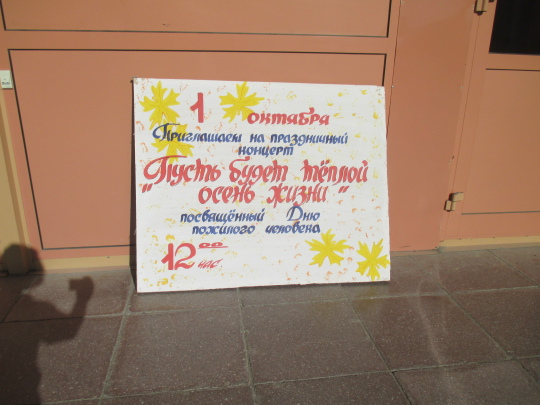 1 октября
Приглашаем на праздничный
концерт
"Пусть будет тёплой
осень жизни"
посвящённый Дню
пожилого человека
12 00 час.